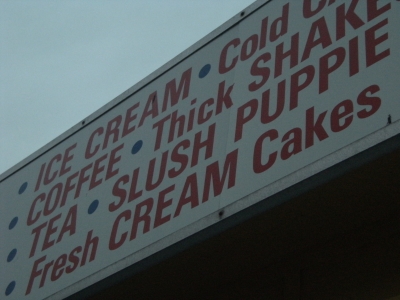 • ICE CREAM • Cold
• COFFEE • Thick SHAKE
• TEA • SLUSH PUPPIE
• Fresh CREAM Cakes